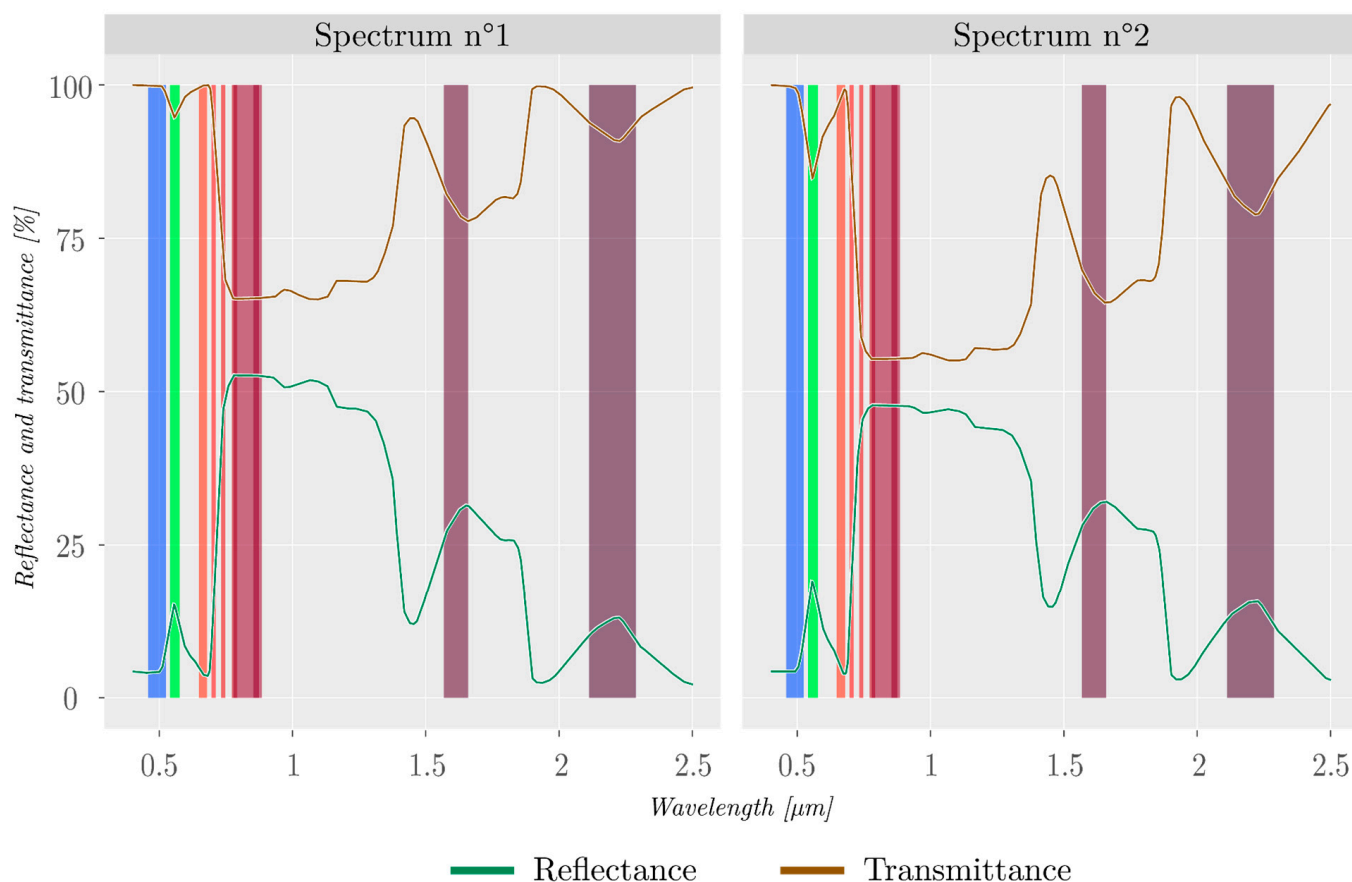 Spectrum n°1
Spectrum n°2
Reflectance and transmittance [%]
100
75
50
25
0
0.5
1
1.5
2
2.5
0.5
1
1.5
2
2.5
Wavelength [μm]
Reflectance
Transmittance